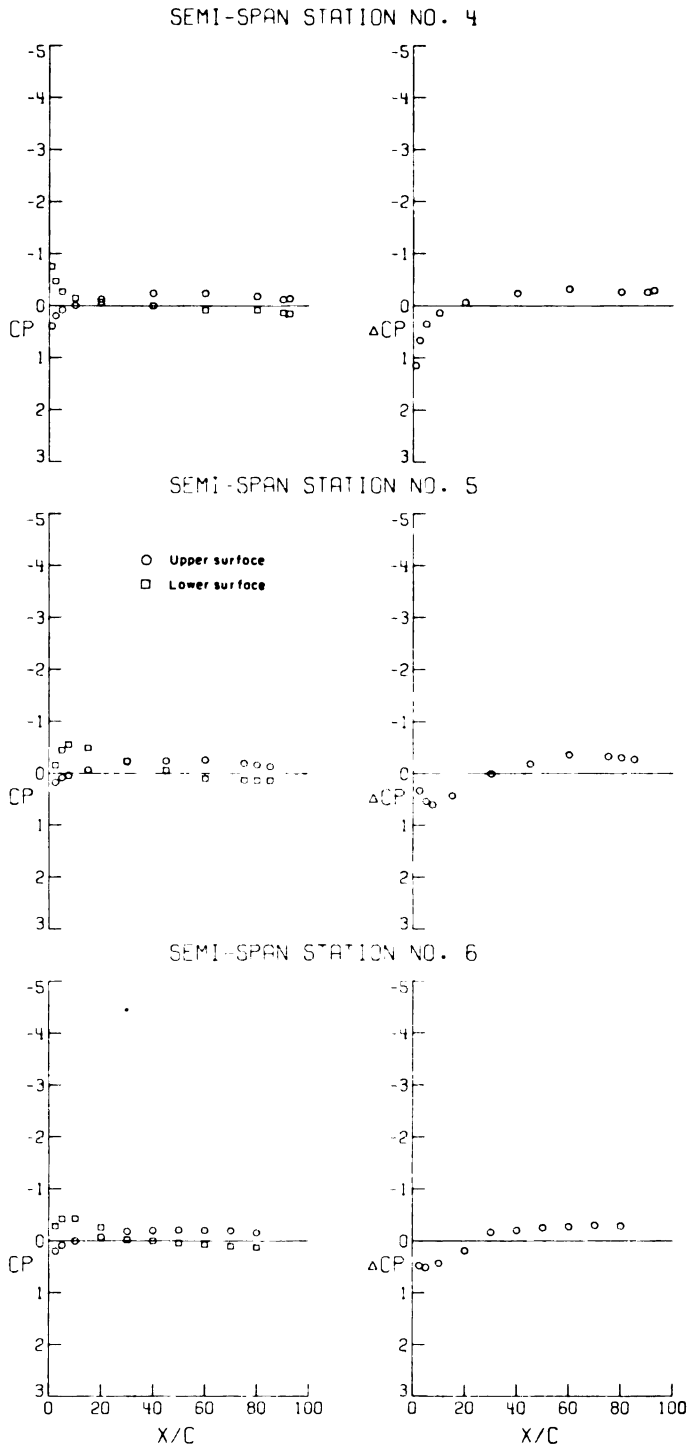 SEMI-SPAN STATION NO. 4
-5 -5
-4 -4
-3 -3
-2 -2
-1 -1
0 0
CP ΔCP
1 1
2 2
3 3
SEMI-SPAN STATION NO. 5
-5 -5
○ Upper surface
-4 -4
□ Lower surface
-3 -3
-2 -2
-1 -1
0 0
CP ΔCP
1 1
2 2
3 3
SEMI-SPAN STATION NO. 6
-5 -5
-4 -4
-3 -3
-2 -2
-1 -1
0 0
CP ΔCP
1 1
2 2
3 3
0 20 40 60 80 100 0 20 40 60 80 100
X/C X/C